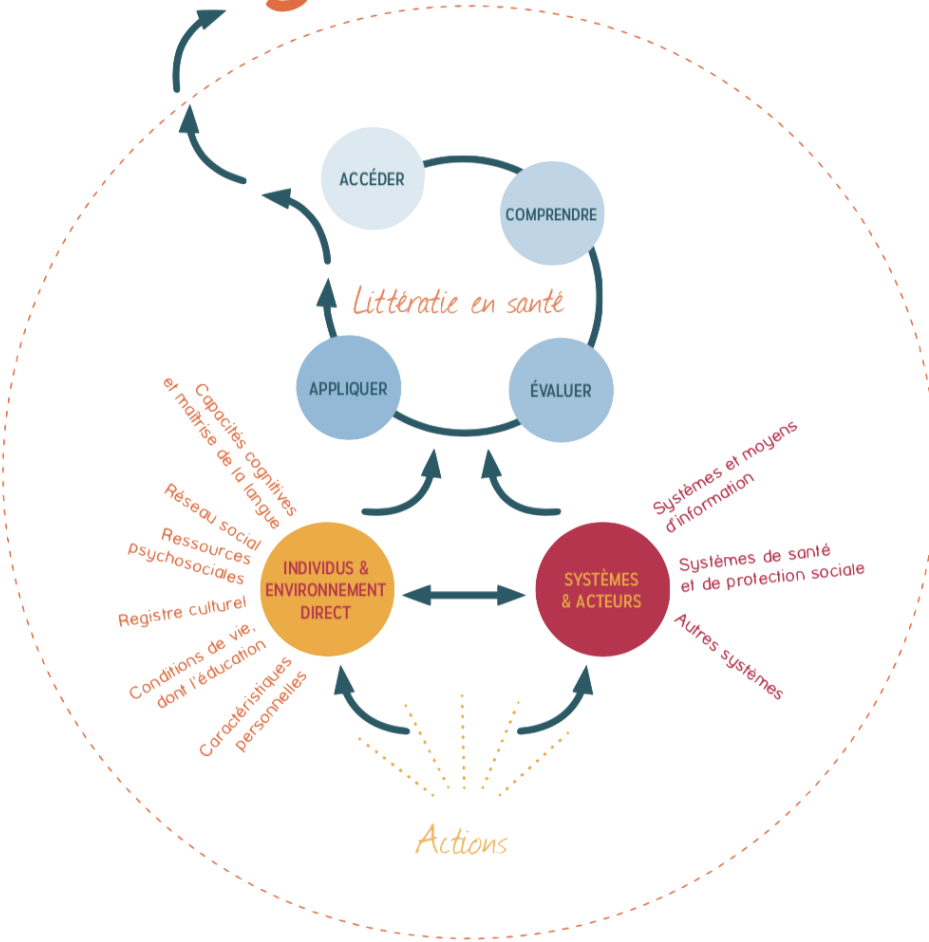 ACCÉDER
COMPRENDRE
Littératie en santé
APPLIQUER
ÉVALUER
Capacités cognitives
et maîtrise de la langue
Réseau social
Ressources
psychosociales
Registre culturel
Conditions de vie,
dont l'éducation
Caractéristiques
personnelles
INDIVIDUS &
ENVIRONNEMENT
DIRECT
SYSTÈMES
& ACTEURS
Systèmes et moyens
d'information
Systèmes de santé
et de protection sociale
Autres systèmes
Actions